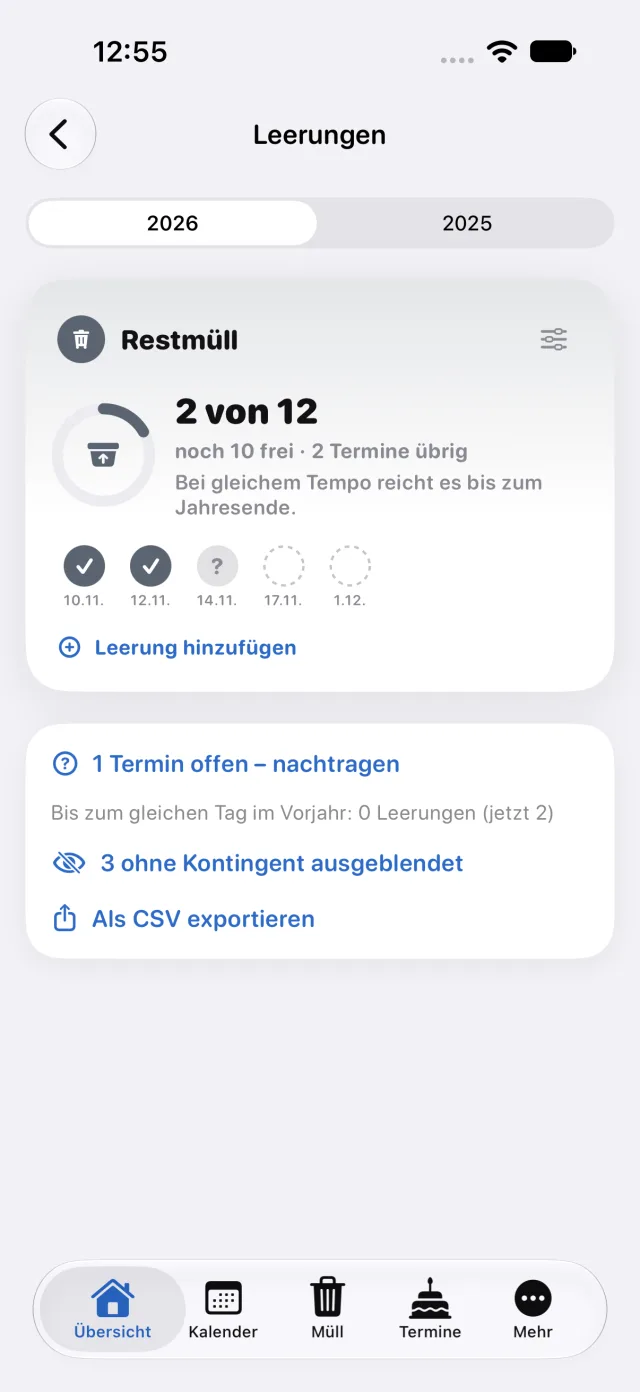 12:55
Leerungen
2026
2025
Restmüll
2 von 12
noch 10 frei · 2 Termine übrig
Bei gleichem Tempo reicht es bis zum
Jahresende.
?
10.11.
12.11.
14.11.
17.11.
1.12.
Leerung hinzufügen
? 1 Termin offen – nachtragen
Bis zum gleichen Tag im Vorjahr: 0 Leerungen (jetzt 2)
3 ohne Kontingent ausgeblendet
Als CSV exportieren
Übersicht
Kalender
Müll
Termine
Mehr